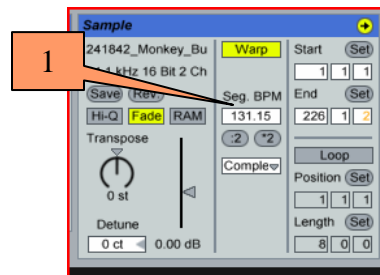 Sample
1
241842_Monkey_Bu
Warp
Start Set
1 kHz 16 Bit 2 Ch
1 1 1
Save Rev.
Seg. BPM
End Set
Hi-Q Fade RAM
131.15
226 1 2
Transpose
:2 *2
Loop
Comple
Position Set
0 st
1 1 1
Detune
Length Set
0 ct 0.00 dB
8 0 0